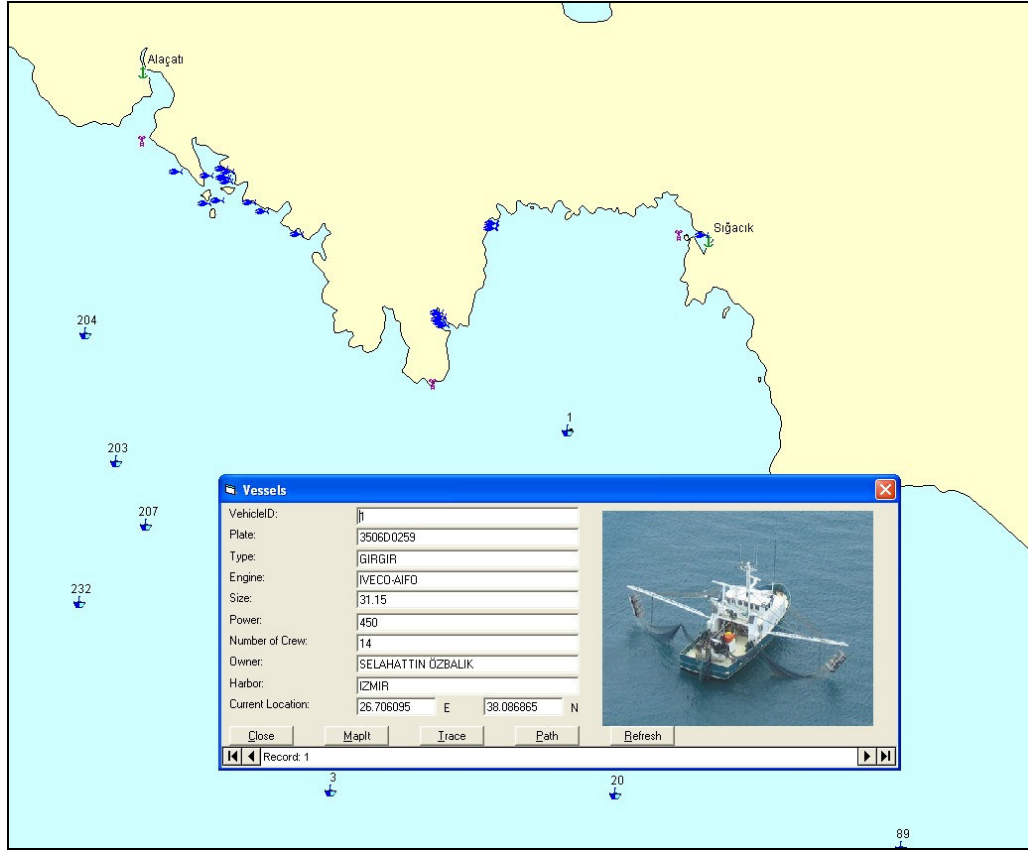 Alaçatı
Sığacık
204
1
203
207
232
Vessels
VehicleID: 1
Plate: 3506D0259
Type: GIRGIR
Engine: IVECO-AIFO
Size: 31.15
Power: 450
Number of Crew: 14
Owner: SELAHATTIN ÖZBALIK
Harbor: IZMIR
Current Location: 26.706095 E 38.086865 N
Close MapIt Trace Path Refresh
Record: 1
3
20
89